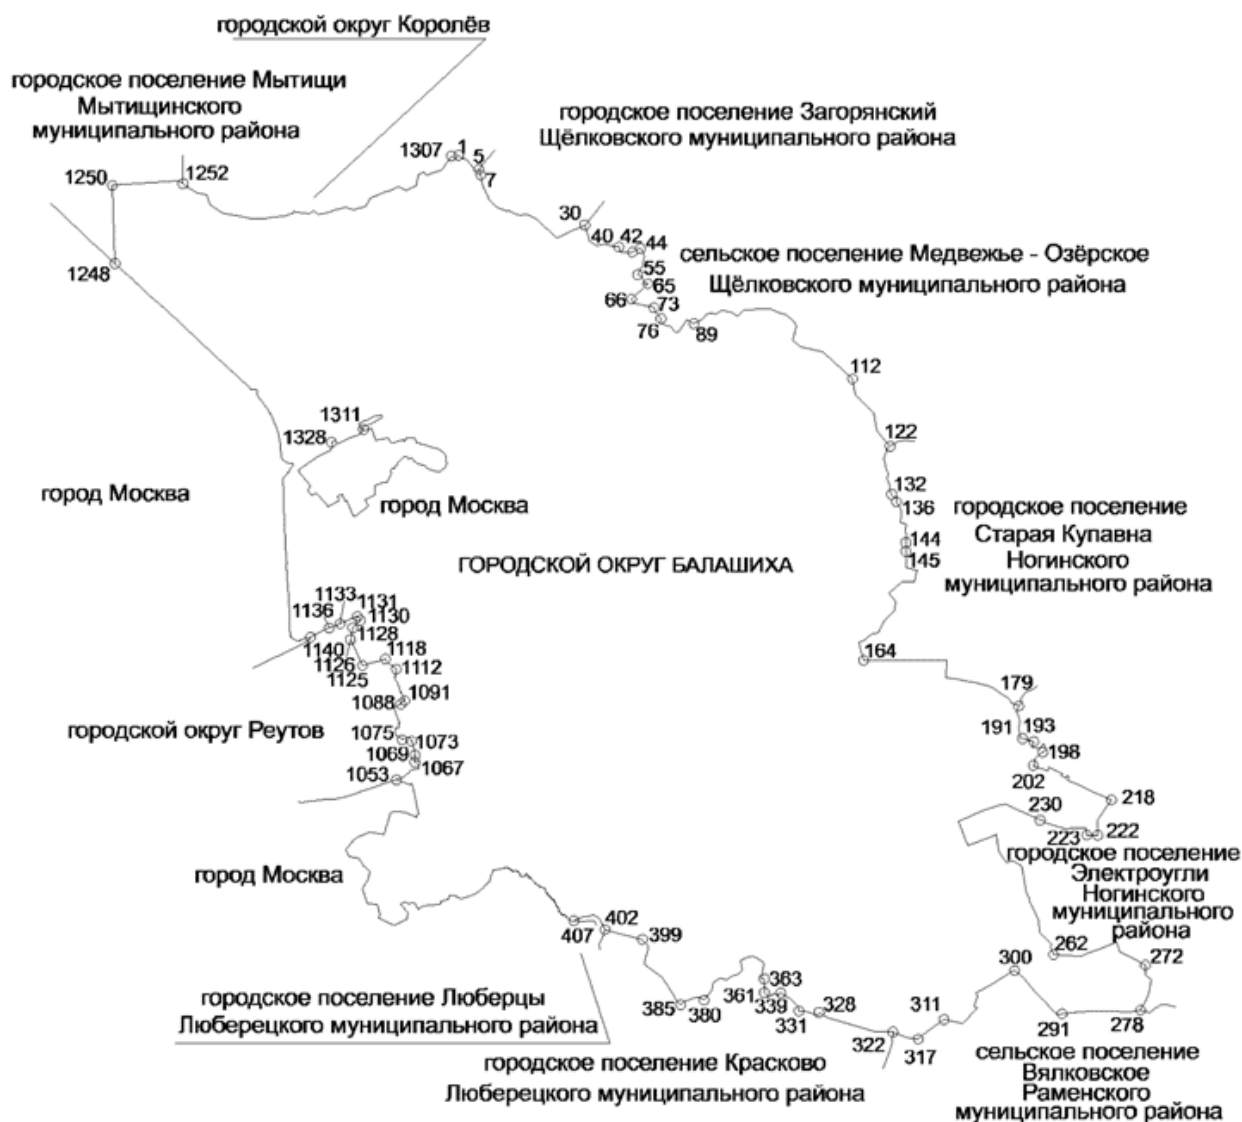 городской округ Королёв
городское поселение Мытищи
Мытищинского
муниципального района
городское поселение Загорянский
Щёлковского муниципального района
1307
1
5
7
1250
1252
30
40
42
44
сельское поселение Медвежье - Озёрское
Щёлковского муниципального района
1248
55
65
66
73
76
89
112
1311
1328
122
город Москва
город Москва
132
136
городское поселение
Старая Купавна
Ногинского
муниципального района
144
145
ГОРОДСКОЙ ОКРУГ БАЛАШИХА
1133
1131
1136
1130
1128
1140
1126
1125
1118
1112
164
1091
1088
179
городской округ Реутов
1075
1073
1069
1067
1053
191
193
198
202
218
230
223
222
городское поселение
Электроугли
Ногинского
муниципального
района
город Москва
402
407
399
262
272
300
363
361
339
385
380
331
328
311
322
317
291
278
городское поселение Люберцы
Люберецкого муниципального района
городское поселение Красково
Люберецкого муниципального района
сельское поселение
Вялковское
Раменского
муниципального района